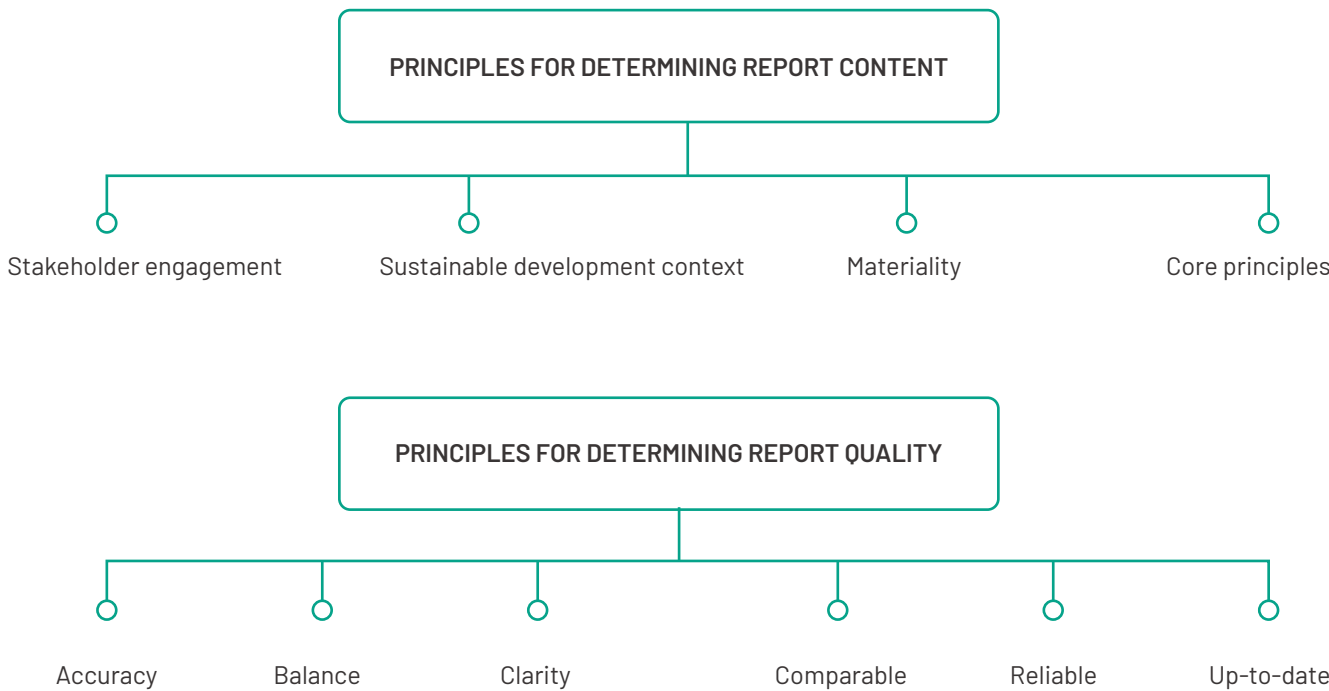 PRINCIPLES FOR DETERMINING REPORT CONTENT
Stakeholder engagement
Sustainable development context
Materiality
Core principles
PRINCIPLES FOR DETERMINING REPORT QUALITY
Accuracy
Balance
Clarity
Comparable
Reliable
Up-to-date